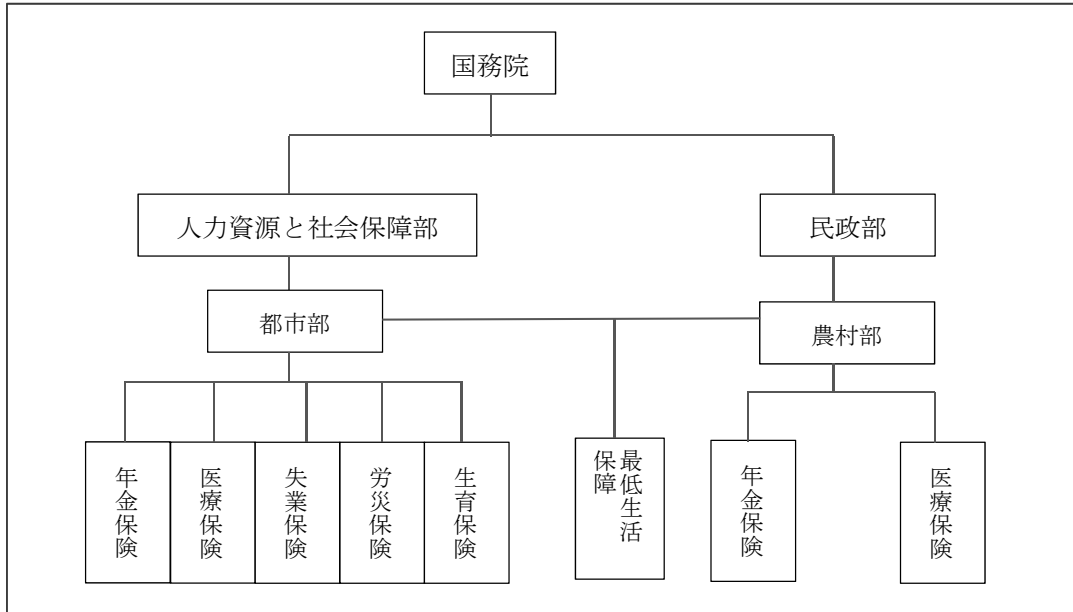 国務院
人力資源と社会保障部
民政部
都市部
農村部
年金保険
医療保険
失業保険
労災保険
生育保険
最低生活
保障
年金保険
医療保険